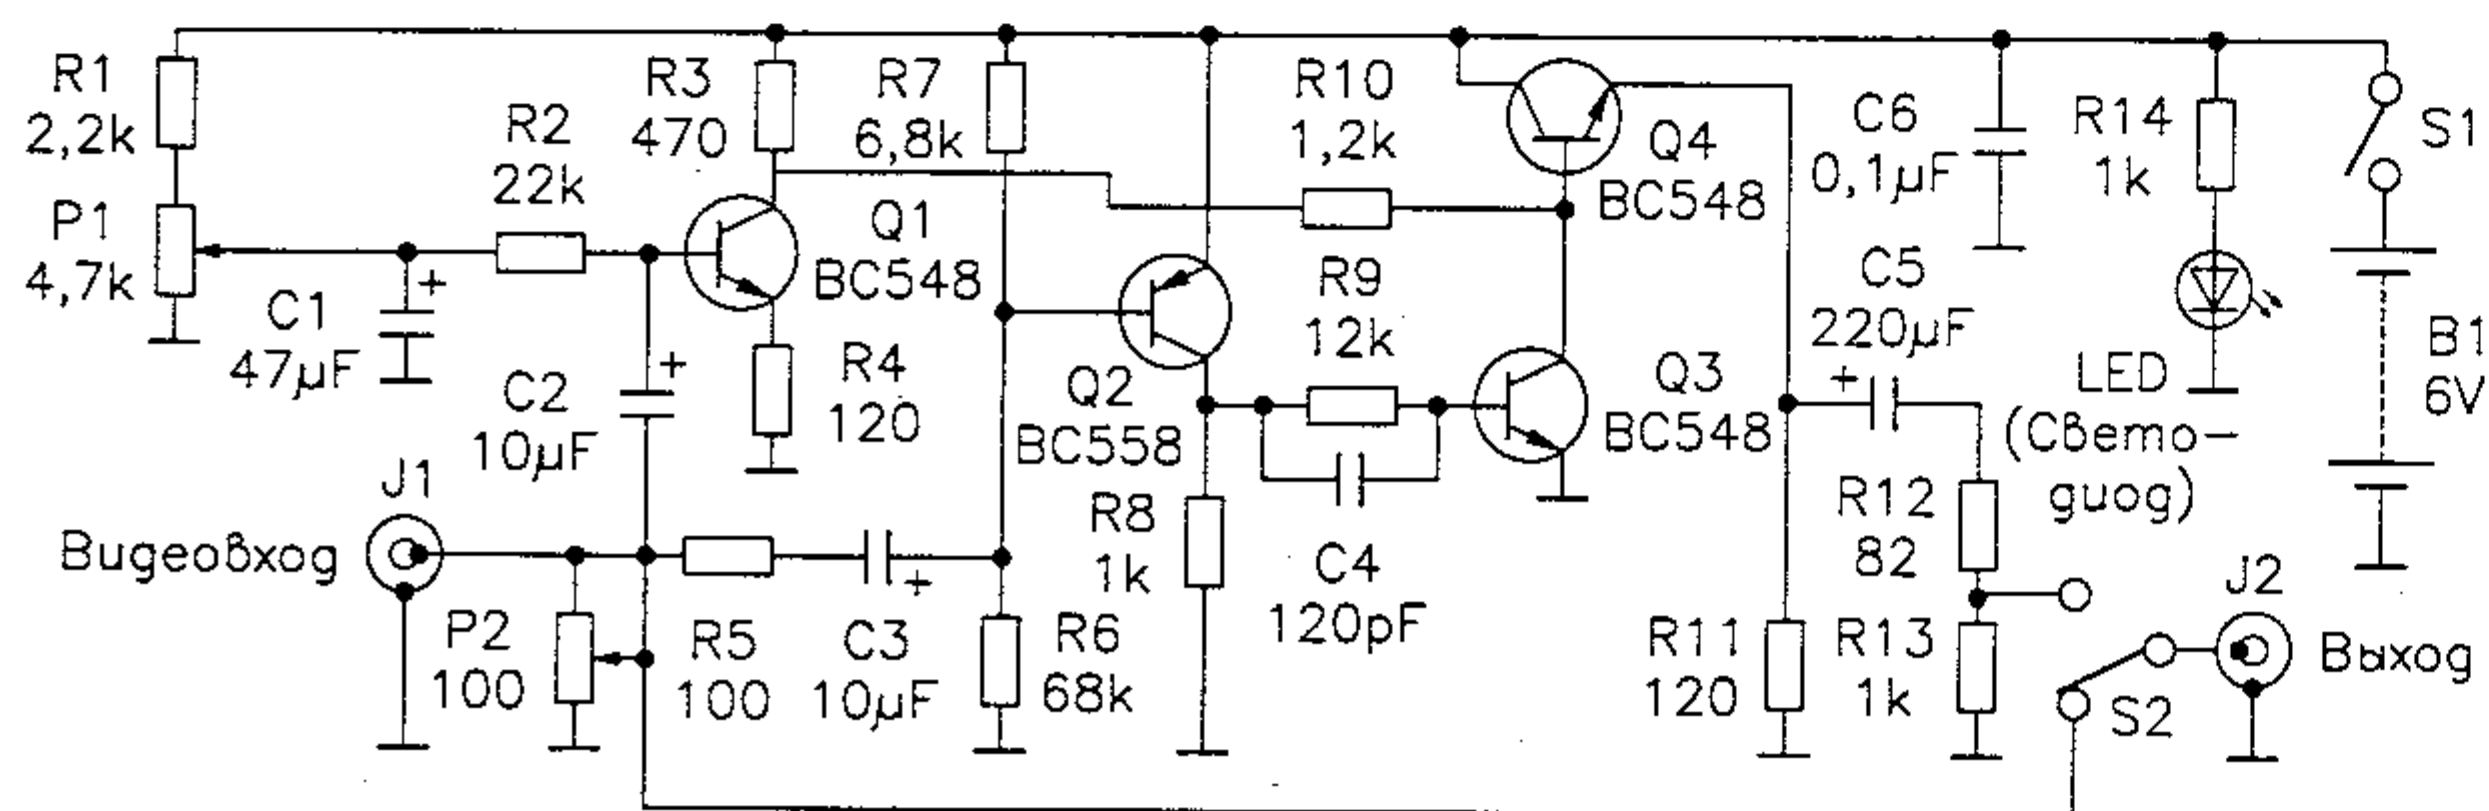 R1
2,2k
P1
4,7k
C1
47µF
R2
22k
R3
470
Q1
BC548
C2
10µF
R4
120
J1
Видеовход
P2
100
R5
100
C3
10µF
R7
6,8k
R6
68k
Q2
BC558
R8
1k
R10
1,2k
R9
12k
C4
120pF
Q4
BC548
Q3
BC548
C6
0,1µF
C5
220µF
R14
1k
LED
(Свето-
диод)
S1
B1
6V
R12
82
R11
120
R13
1k
J2
Выход
S2